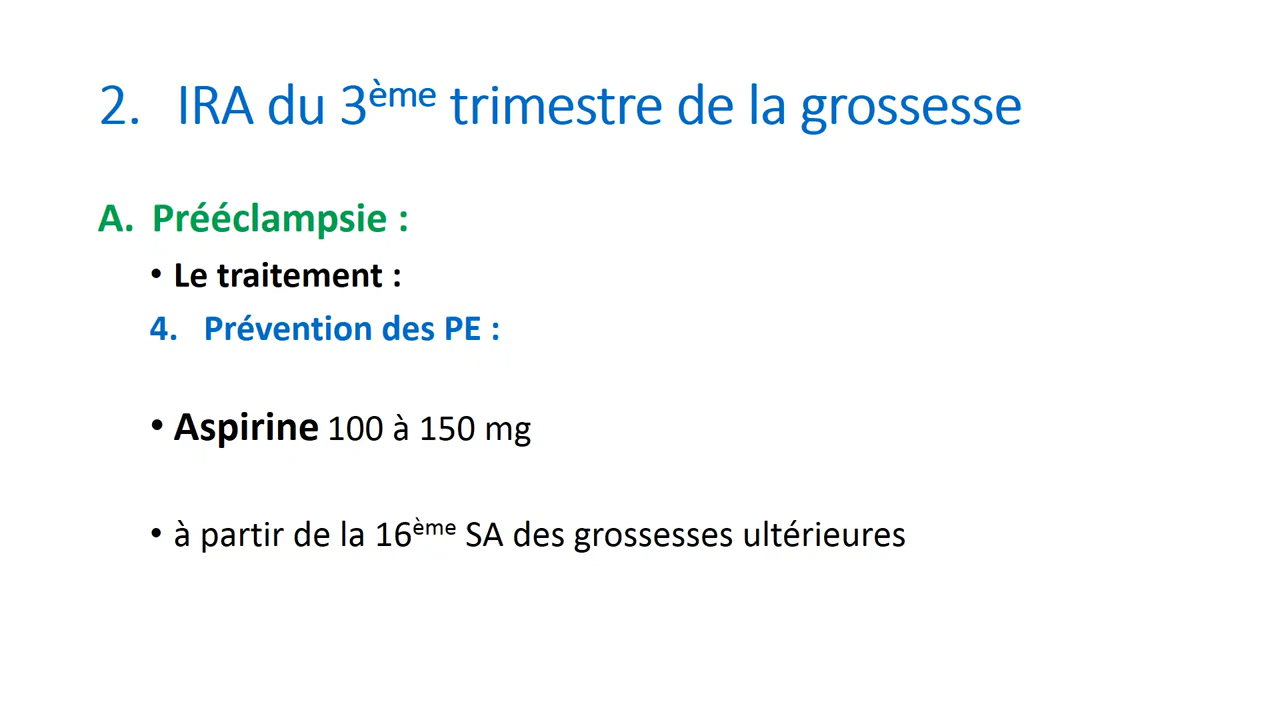 2. IRA du 3ème trimestre de la grossesse
A. Prééclampsie :
• Le traitement :
4. Prévention des PE :
• Aspirine 100 à 150 mg
• à partir de la 16ème SA des grossesses ultérieures